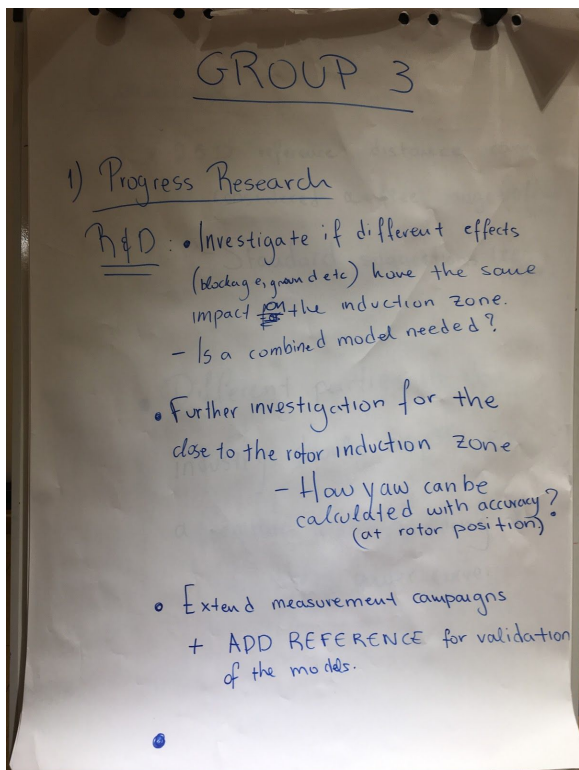 GROUP 3
1) Progress Research
R&D : • Investigate if different effects
(blockage, ground etc) have the same
impact on the induction zone.
- Is a combined model needed?
• Further investigation for the
close to the rotor induction zone
- How yaw can be
calculated with accuracy?
(at rotor position)
• Extend measurement campaigns
+ ADD REFERENCE for validation
of the models.
•